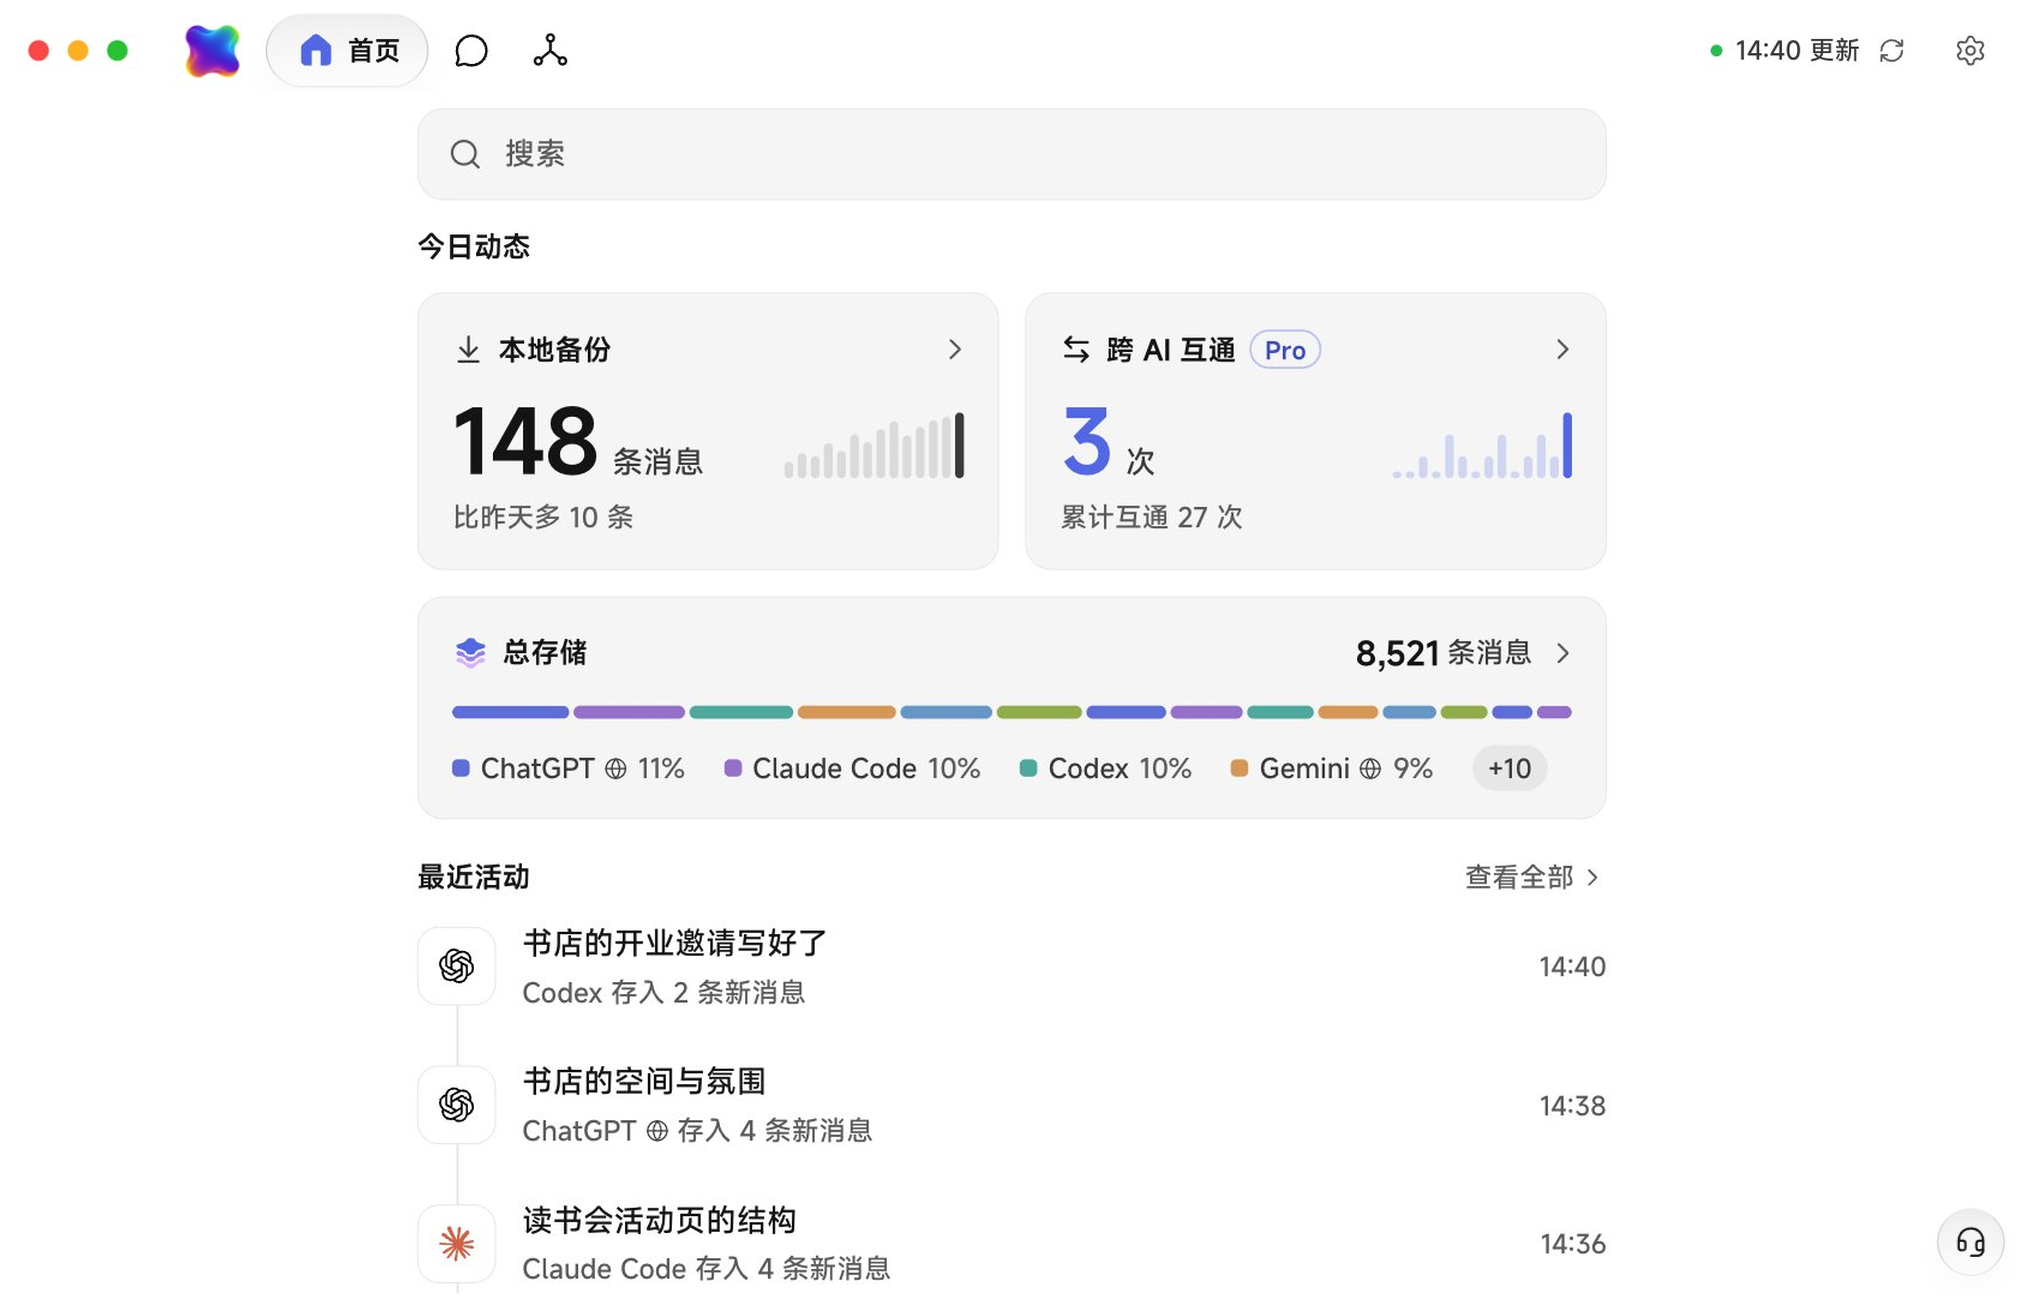 首页
14:40 更新
搜索
今日动态
本地备份
148 条消息
比昨天多 10 条
跨 AI 互通 Pro
3 次
累计互通 27 次
总存储
8,521 条消息
ChatGPT 11%
Claude Code 10%
Codex 10%
Gemini 9%
+10
最近活动
查看全部
书店的开业邀请写好了
Codex 存入 2 条新消息
14:40
书店的空间与氛围
ChatGPT 存入 4 条新消息
14:38
读书会活动页的结构
Claude Code 存入 4 条新消息
14:36